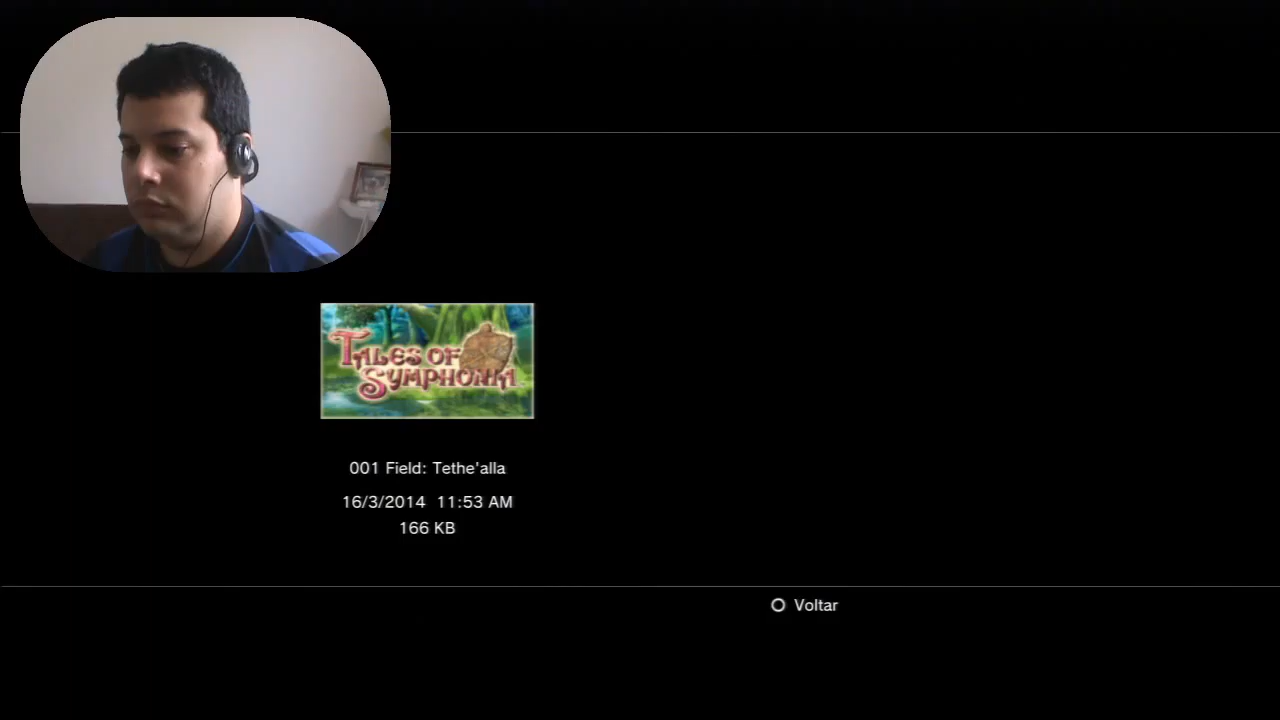 TALES OF
SYMPHONIA
001 Field: Tethe'alla
16/3/2014 11:53 AM
166 KB
Voltar